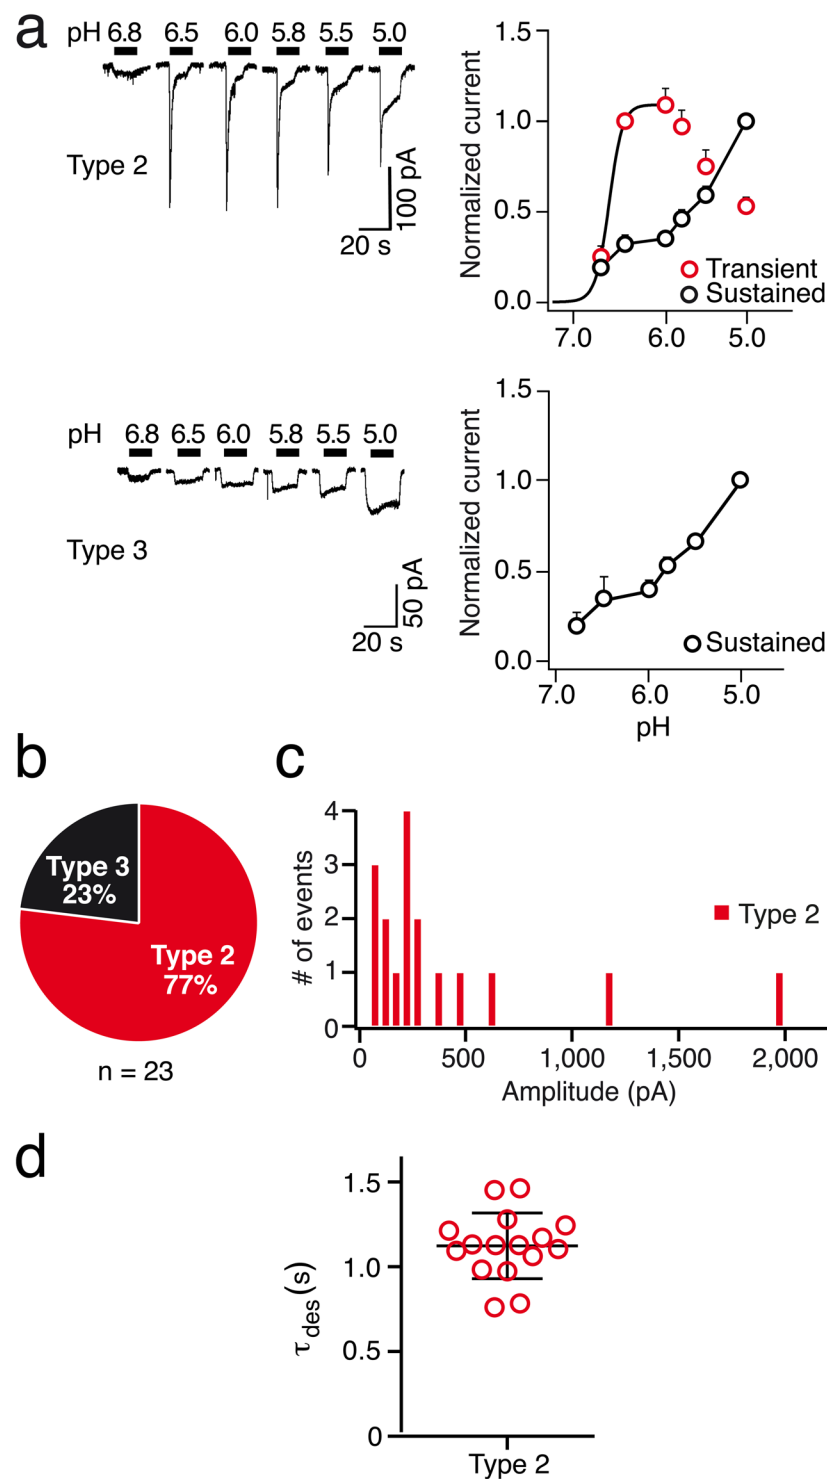 a
pH 6.8 6.5 6.0 5.8 5.5 5.0
Type 2
100 pA
20 s
Normalized current
1.5
1.0
0.5
0.0
7.0 6.0 5.0
Transient
Sustained
pH 6.8 6.5 6.0 5.8 5.5 5.0
Type 3
50 pA
20 s
Normalized current
1.5
1.0
0.5
0.0
7.0 6.0 5.0
pH
Sustained
b
Type 3
23%
Type 2
77%
n = 23
c
# of events
4
3
2
1
0
0 500 1,000 1,500 2,000
Amplitude (pA)
Type 2
d
τdes (s)
1.5
1.0
0.5
0
Type 2